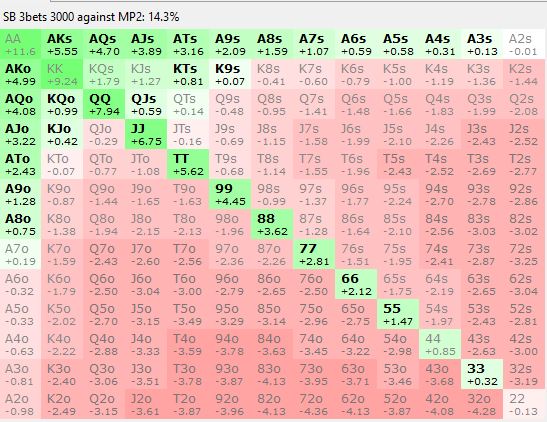 SB 3bets 3000 against MP2: 14.3%
AA AKs AQs AJs ATs A9s A8s A7s A6s A5s A4s A3s A2s
+11.6 +5.55 +4.70 +3.89 +3.16 +2.09 +1.59 +1.07 +0.59 +0.58 +0.31 +0.13 -0.01
AKo KK KQs KJs KTs K9s K8s K7s K6s K5s K4s K3s K2s
+4.99 +9.24 +1.79 +1.27 +0.81 +0.07 -0.41 -0.60 -0.79 -1.00 -1.19 -1.36 -1.44
AQo KQo QQ QJs QTs Q9s Q8s Q7s Q6s Q5s Q4s Q3s Q2s
+4.08 +0.99 +7.94 +0.59 +0.14 -0.48 -0.95 -1.41 -1.48 -1.66 -1.83 -1.99 -2.08
AJo KJo QJo JJ JTs J9s J8s J7s J6s J5s J4s J3s J2s
+3.22 +0.42 -0.29 +6.75 -0.16 -0.69 -1.15 -1.58 -1.99 -2.10 -2.26 -2.43 -2.52
ATo KTo QTo JTo TT T9s T8s T7s T6s T5s T4s T3s T2s
+2.43 -0.07 -0.77 -1.08 +5.62 -0.68 -1.14 -1.55 -1.96 -2.43 -2.52 -2.69 -2.77
A9o K9o Q9o J9o T9o 99 98s 97s 96s 95s 94s 93s 92s
+1.28 -0.87 -1.44 -1.65 -1.63 +4.45 -0.99 -1.37 -1.77 -2.24 -2.70 -2.78 -2.86
A8o K8o Q8o J8o T8o 98o 88 87s 86s 85s 84s 83s 82s
+0.75 -1.38 -1.94 -2.15 -2.13 -1.96 +3.62 -1.28 -1.64 -2.10 -2.56 -3.03 -3.02
A7o K7o Q7o J7o T7o 97o 87o 77 76s 75s 74s 73s 72s
+0.19 -1.59 -2.43 -2.60 -2.56 -2.36 -2.26 +2.81 -1.51 -1.95 -2.41 -2.87 -3.25
A6o K6o Q6o J6o T6o 96o 86o 76o 66 65s 64s 63s 62s
-0.32 -1.79 -2.50 -3.04 -3.00 -2.79 -2.65 -2.50 +2.12 -1.75 -2.19 -2.65 -3.04
A5o K5o Q5o J5o T5o 95o 85o 75o 65o 55 54s 53s 52s
-0.33 -2.02 -2.70 -3.15 -3.49 -3.29 -3.14 -2.96 -2.75 +1.47 -1.97 -2.43 -2.81
A4o K4o Q4o J4o T4o 94o 84o 74o 64o 54o 44 43s 42s
-0.63 -2.22 -2.88 -3.33 -3.59 -3.78 -3.63 -3.45 -3.22 -2.98 +0.85 -2.63 -3.00
A3o K3o Q3o J3o T3o 93o 83o 73o 63o 53o 43o 33 32s
-0.81 -2.40 -3.06 -3.51 -3.78 -3.87 -4.13 -3.95 -3.71 -3.46 -3.68 +0.32 -3.19
A2o K2o Q2o J2o T2o 92o 82o 72o 62o 52o 42o 32o 22
-0.98 -2.49 -3.15 -3.61 -3.87 -3.96 -4.22 -4.36 -4.13 -3.87 -4.08 -4.28 -0.13